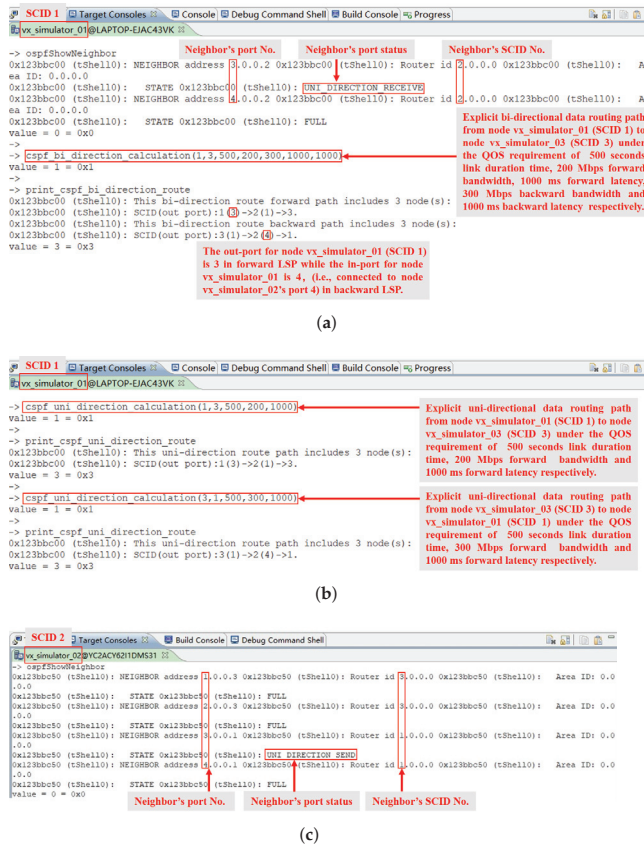 SCID 1
Target Consoles Console Debug Command Shell Build Console Progress
vx_simulator_01@LAPTOP-EJAC43VK
-> ospfShowNeighbor
Neighbor's port No. Neighbor's port status Neighbor's SCID No.
0x123bbc00 (tShell0): NEIGHBOR address 3.0.0.2 0x123bbc00 (tShell0): Router id 2.0.0.0 0x123bbc00 (tShell0): A
ea ID: 0.0.0.0
0x123bbc00 (tShell0): STATE 0x123bbc00 (tShell0): UNI_DIRECTION_RECEIVE
0x123bbc00 (tShell0): NEIGHBOR address 4.0.0.2 0x123bbc00 (tShell0): Router id 2.0.0.0 0x123bbc00 (tShell0): A
ea ID: 0.0.0.0
0x123bbc00 (tShell0): STATE 0x123bbc00 (tShell0): FULL
value = 0 = 0x0
->
-> cspf_bi_direction_calculation(1,3,500,200,300,1000,1000)
value = 1 = 0x1
->
-> print_cspf_bi_direction_route
0x123bbc00 (tShell0): This bi-direction route forward path includes 3 node(s):
0x123bbc00 (tShell0): SCID(out port):1(3)->2(1)->3.
0x123bbc00 (tShell0): This bi-direction route backward path includes 3 node(s):
0x123bbc00 (tShell0): SCID(out port):3(1)->2(4)->1.
value = 3 = 0x3
Explicit bi-directional data routing path
from node vx_simulator_01 (SCID 1) to
node vx_simulator_03 (SCID 3) under
the QOS requirement of 500 seconds
link duration time, 200 Mbps forward
bandwidth, 1000 ms forward latency,
300 Mbps backward bandwidth and
1000 ms backward latency respectively.
The out-port for node vx_simulator_01 (SCID 1)
is 3 in forward LSP while the in-port for node
vx_simulator_01 is 4, (i.e., connected to node
vx_simulator_02's port 4) in backward LSP.
(a)
SCID 1
Target Consoles Console Debug Command Shell Build Console Progress
vx_simulator_01@LAPTOP-EJAC43VK
-> cspf_uni_direction_calculation(1,3,500,200,1000)
value = 1 = 0x1
->
-> print_cspf_uni_direction_route
0x123bbc00 (tShell0): This uni-direction route path includes 3 node(s):
0x123bbc00 (tShell0): SCID(out port):1(3)->2(1)->3.
value = 3 = 0x3
->
-> cspf_uni_direction_calculation(3,1,500,300,1000)
value = 1 = 0x1
->
-> print_cspf_uni_direction_route
0x123bbc00 (tShell0): This uni-direction route path includes 3 node(s):
0x123bbc00 (tShell0): SCID(out port):3(1)->2(4)->1.
value = 3 = 0x3
Explicit uni-directional data routing path
from node vx_simulator_01 (SCID 1) to node
vx_simulator_03 (SCID 3) under the QOS
requirement of 500 seconds link duration
time, 200 Mbps forward bandwidth and
1000 ms forward latency respectively.
Explicit uni-directional data routing path
from node vx_simulator_03 (SCID 3) to node
vx_simulator_01 (SCID 1) under the QOS
requirement of 500 seconds link duration
time, 300 Mbps forward bandwidth and
1000 ms forward latency respectively.
(b)
SCID 2
Target Consoles Build Console Debug Command Shell
vx_simulator_02@YC2ACY62I1DMS31
-> ospfShowNeighbor
0x123bbc50 (tShell0): NEIGHBOR address 1.0.0.3 0x123bbc50 (tShell0): Router id 3.0.0.0 0x123bbc50 (tShell0): Area ID: 0.0
.0.0
0x123bbc50 (tShell0): STATE 0x123bbc50 (tShell0): FULL
0x123bbc50 (tShell0): NEIGHBOR address 2.0.0.3 0x123bbc50 (tShell0): Router id 3.0.0.0 0x123bbc50 (tShell0): Area ID: 0.0
.0.0
0x123bbc50 (tShell0): STATE 0x123bbc50 (tShell0): FULL
0x123bbc50 (tShell0): NEIGHBOR address 3.0.0.1 0x123bbc50 (tShell0): Router id 1.0.0.0 0x123bbc50 (tShell0): Area ID: 0.0
.0.0
0x123bbc50 (tShell0): STATE 0x123bbc50 (tShell0): UNI_DIRECTION_SEND
0x123bbc50 (tShell0): NEIGHBOR address 4.0.0.1 0x123bbc50 (tShell0): Router id 1.0.0.0 0x123bbc50 (tShell0): Area ID: 0.0
.0.0
0x123bbc50 (tShell0): STATE 0x123bbc50 (tShell0): FULL
value = 0 = 0x0
Neighbor's port No. Neighbor's port status Neighbor's SCID No.
(c)